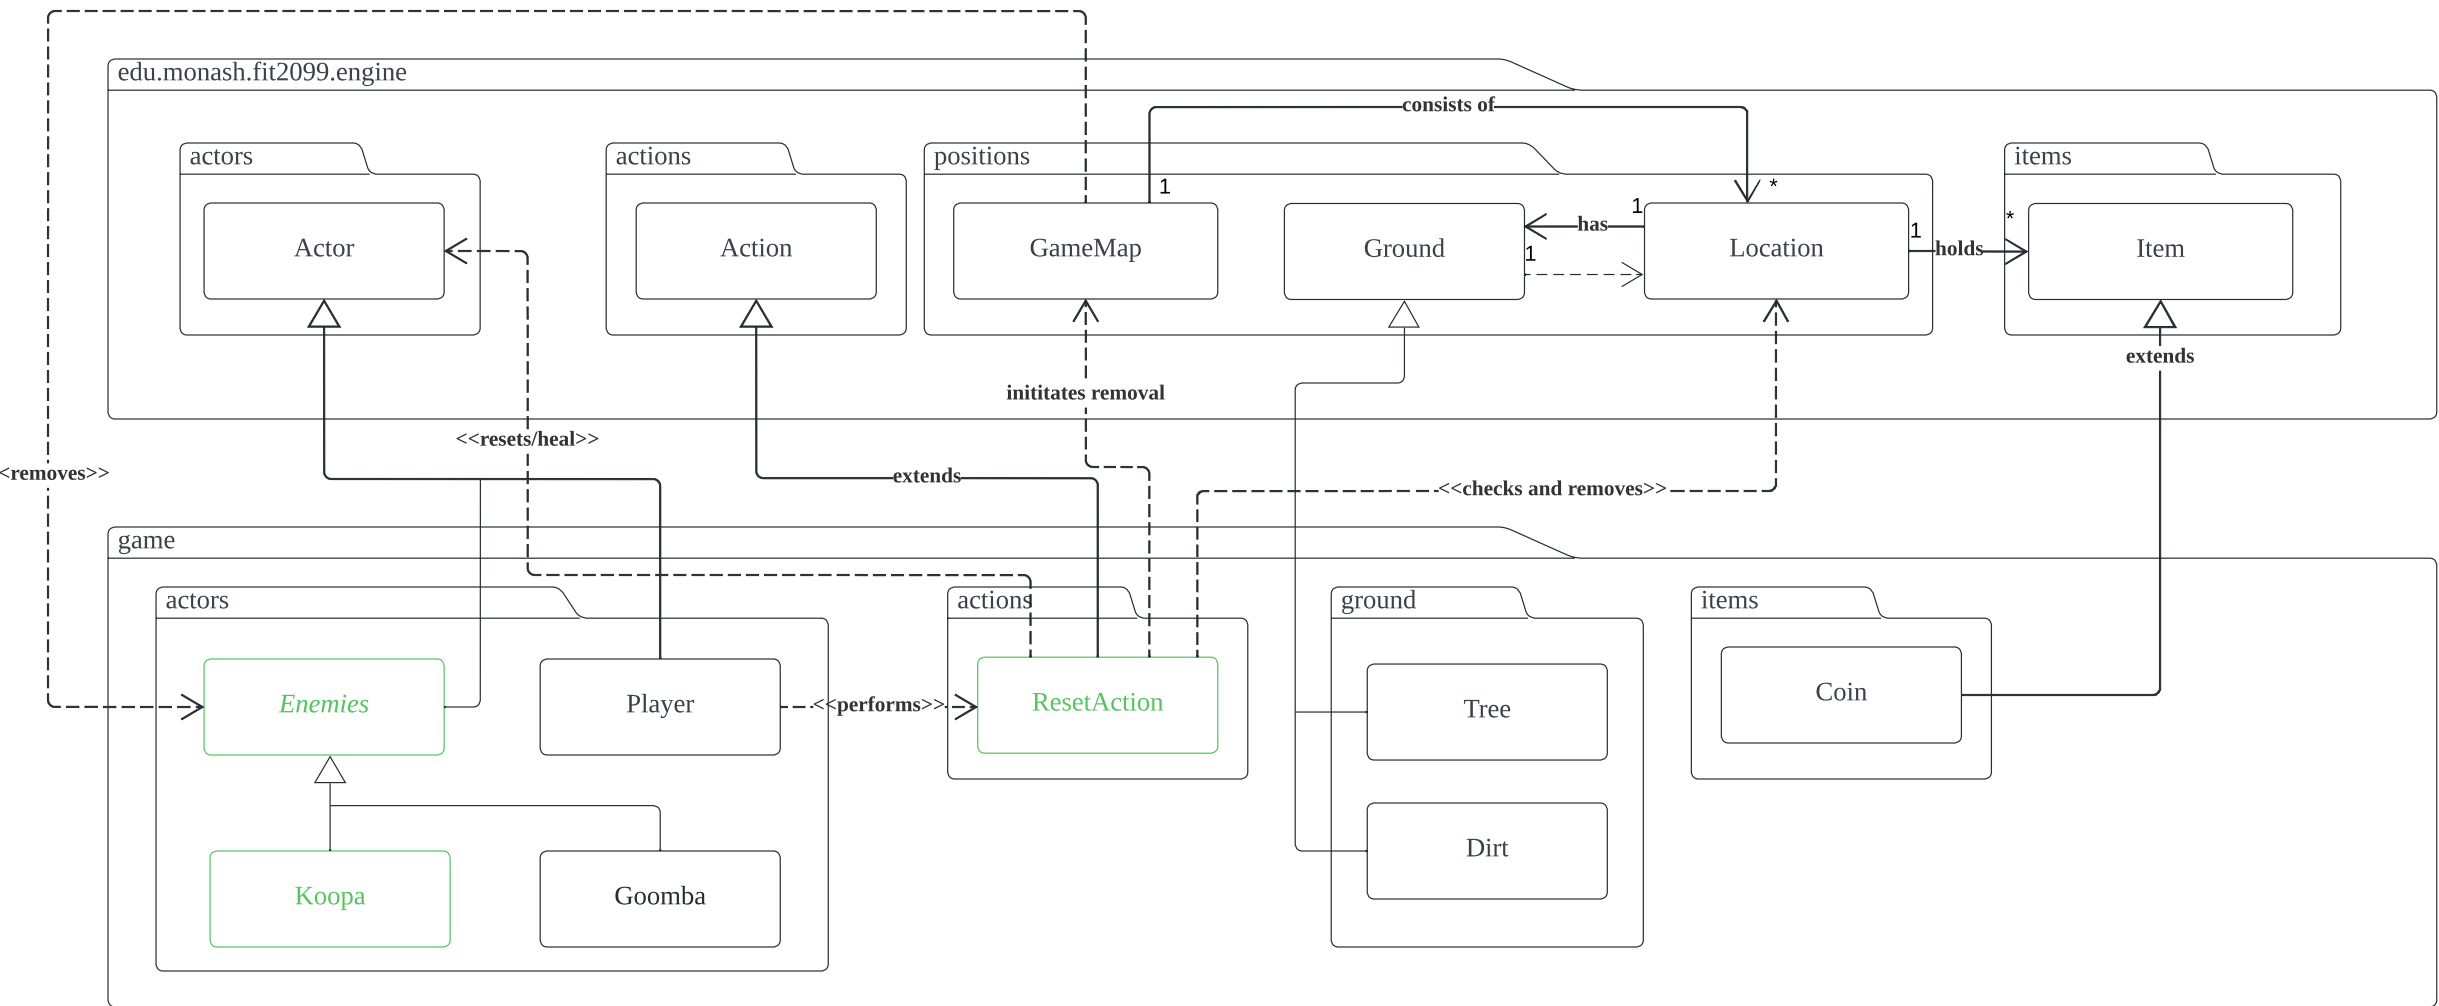 edu.monash.fit2099.engine
consists of
actors
actions
positions
items
1
*
Actor
Action
GameMap
Ground
has
1
1
Location
1
holds
*
Item
extends
inititates removal
<<resets/heal>>
<removes>>
extends
<<checks and removes>>
game
actors
actions
ground
items
Enemies
Player
<<performs>>
ResetAction
Tree
Coin
Dirt
Koopa
Goomba